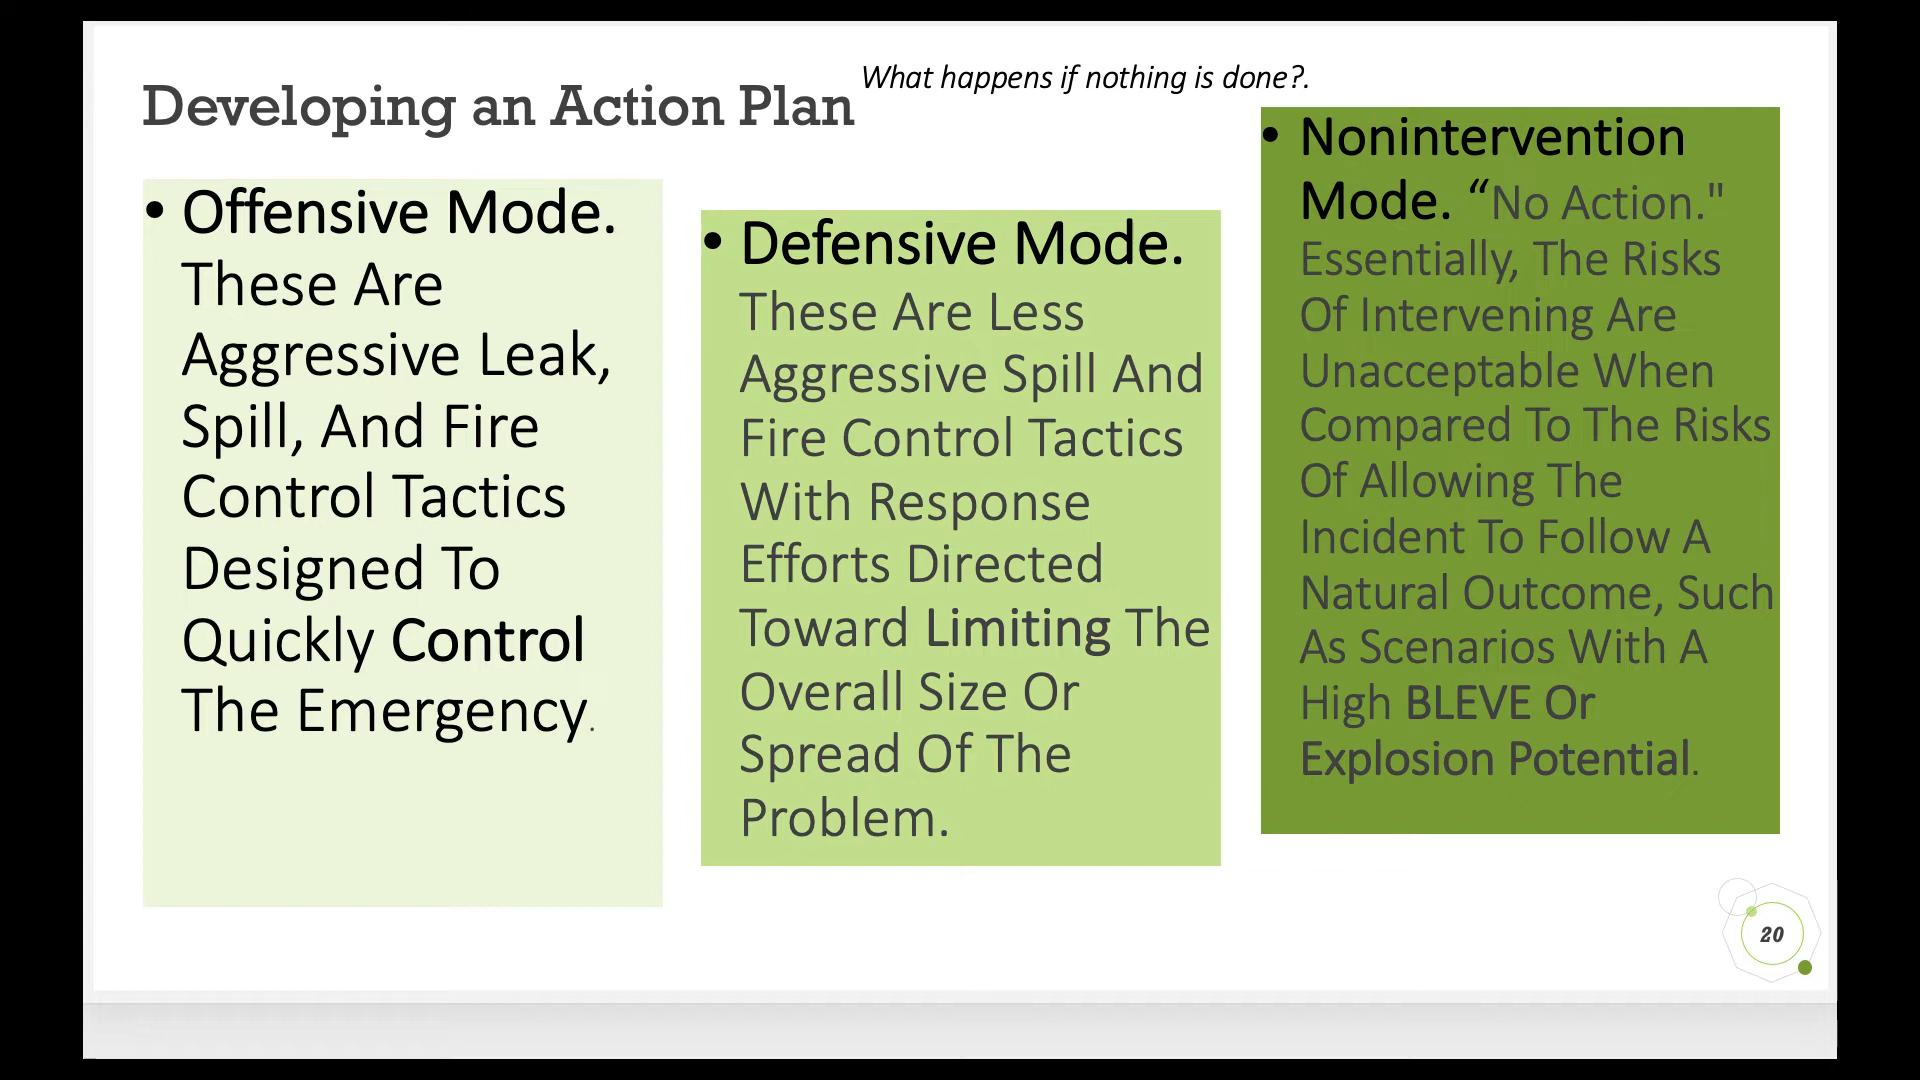 Developing an Action Plan
What happens if nothing is done?.
• Offensive Mode.
These Are
Aggressive Leak,
Spill, And Fire
Control Tactics
Designed To
Quickly Control
The Emergency.
• Defensive Mode.
These Are Less
Aggressive Spill And
Fire Control Tactics
With Response
Efforts Directed
Toward Limiting The
Overall Size Or
Spread Of The
Problem.
• Nonintervention
Mode. “No Action."
Essentially, The Risks
Of Intervening Are
Unacceptable When
Compared To The Risks
Of Allowing The
Incident To Follow A
Natural Outcome, Such
As Scenarios With A
High BLEVE Or
Explosion Potential.
20